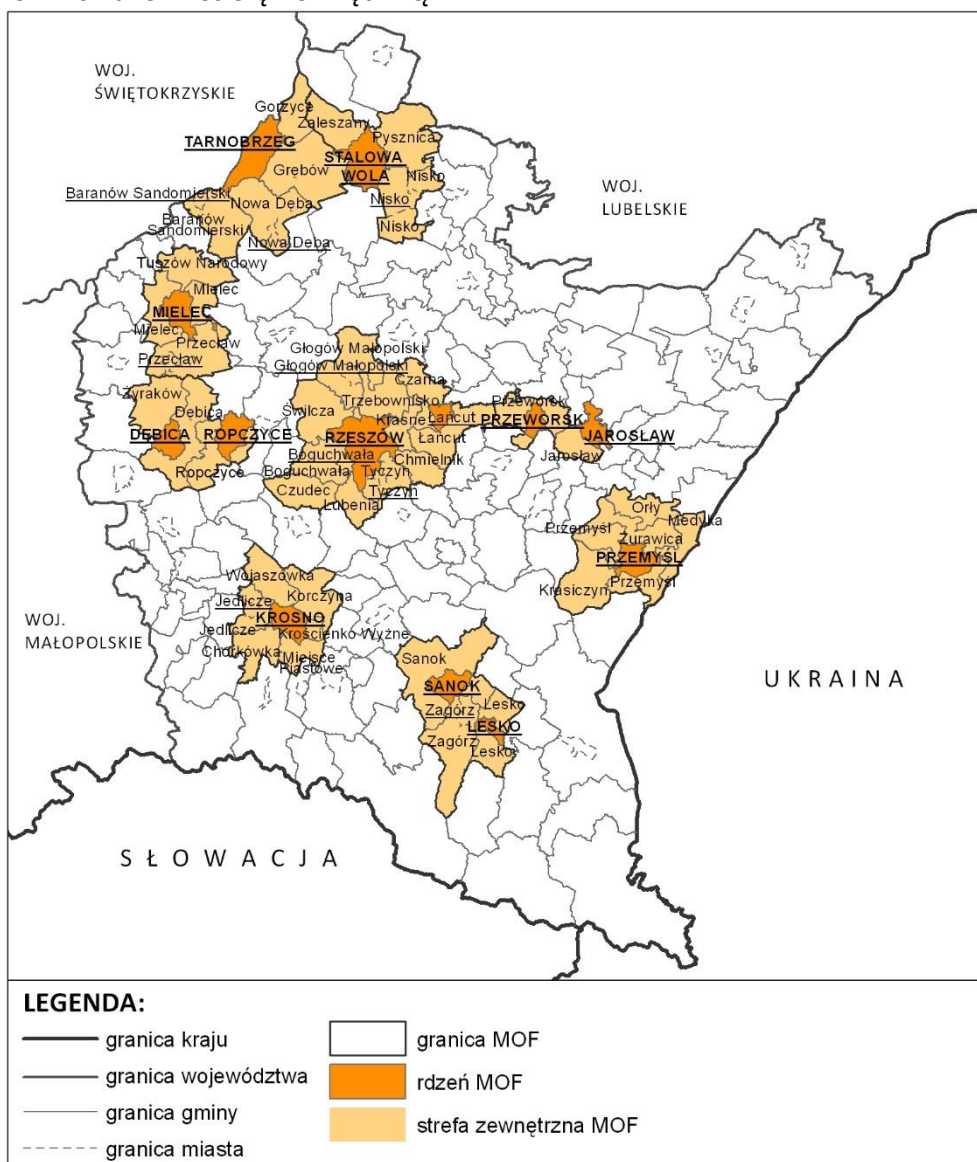 WOJ.
ŚWIĘTOKRZYSKIE
Gorzyce
Zaleszany
TARNOBRZEG
Pysznica
STALOWA
WOLA
Grębów
Nisko
Baranów Sandomierski
Nowa Dęba
Nisko
WOJ.
LUBELSKIE
Baranów
Sandomierski
Nisko
Nowa Dęba
Tuszów Narodowy
Mielec
MIELEC
Mielec
Przecław
Przecław
Głogów Małopolski
Głogów Małopolski
Czarna
Żyraków
Trzebownisko
Przeworsk
Dębica
Świlcza
Krasne
Łańcut
PRZEWORSK
DĘBICA
ROPCZYCE
RZESZÓW
Łańcut
JAROSŁAW
Boguchwała
Chmielnik
Jarosław
Ropczyce
Boguchwała
Tyczyn
Czudec
Tyczyn
Lubenia
Orły
Przemyśl
Medyka
Żurawica
PRZEMYŚL
Wojaszówka
Przemyśl
Krasiczyn
Jedlicze
Korczyna
KROSNO
WOJ.
MAŁOPOLSKIE
Jedlicze
Krościenko Wyżne
Chorkówka
Miejsce
Piastowe
Sanok
SANOK
UKRAINA
Zagórz
Lesko
LESKO
Zagórz
Lesko
SŁOWACJA
LEGENDA:
granica kraju
granica województwa
granica gminy
granica miasta
granica MOF
rdzeń MOF
strefa zewnętrzna MOF